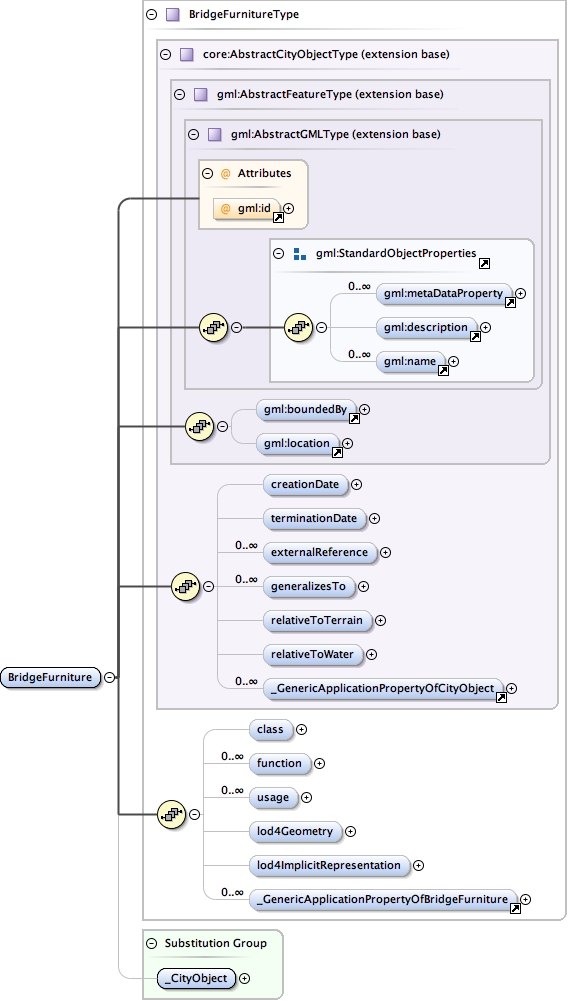 BridgeFurnitureType
core:AbstractCityObjectType (extension base)
gml:AbstractFeatureType (extension base)
gml:AbstractGMLType (extension base)
@ Attributes
@ gml:id
gml:StandardObjectProperties
0..∞
gml:metaDataProperty
gml:description
0..∞
gml:name
gml:boundedBy
gml:location
creationDate
terminationDate
0..∞
externalReference
0..∞
generalizesTo
relativeToTerrain
relativeToWater
BridgeFurniture
0..∞
_GenericApplicationPropertyOfCityObject
class
0..∞
function
0..∞
usage
lod4Geometry
lod4ImplicitRepresentation
0..∞
_GenericApplicationPropertyOfBridgeFurniture
Substitution Group
_CityObject